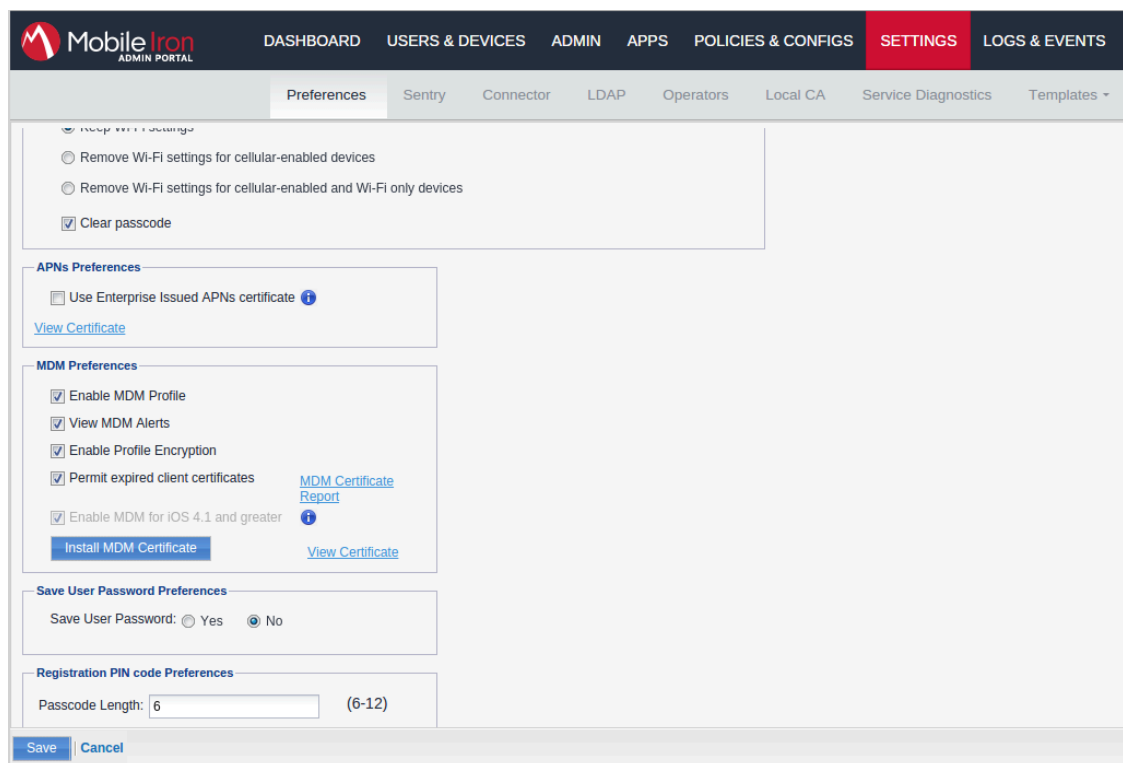 Mobile Iron
ADMIN PORTAL
DASHBOARD USERS & DEVICES ADMIN APPS POLICIES & CONFIGS SETTINGS LOGS & EVENTS
Preferences Sentry Connector LDAP Operators Local CA Service Diagnostics Templates
Keep Wi-Fi settings
Remove Wi-Fi settings for cellular-enabled devices
Remove Wi-Fi settings for cellular-enabled and Wi-Fi only devices
Clear passcode
APNs Preferences
Use Enterprise Issued APNs certificate
View Certificate
MDM Preferences
Enable MDM Profile
View MDM Alerts
Enable Profile Encryption
Permit expired client certificates MDM Certificate
Report
Enable MDM for iOS 4.1 and greater
Install MDM Certificate View Certificate
Save User Password Preferences
Save User Password: Yes No
Registration PIN code Preferences
Passcode Length: 6 (6-12)
Save | Cancel